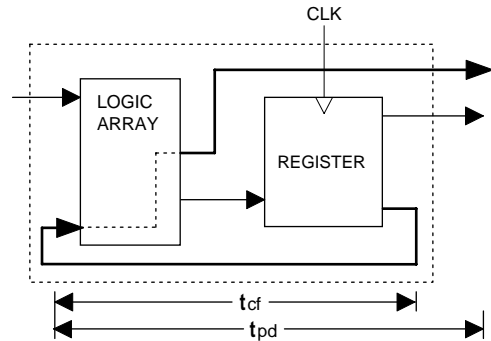 CLK
LOGIC
ARRAY
REGISTER
tcf
tpd